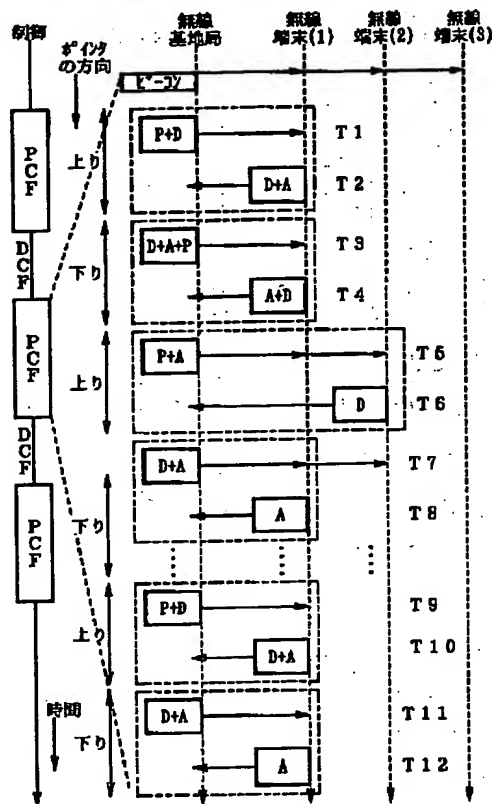 制御
ポインタ
の方向
無線
基地局
無線
端末(1)
無線
端末(2)
無線
端末(3)
ビーコン
PCF
上り
P+D
T1
D+A
T2
DCF
下り
D+A+P
T3
A+D
T4
PCF
上り
P+A
T5
D
T6
DCF
D+A
T7
PCF
下り
A
T8
上り
P+D
T9
D+A
T10
時間
下り
D+A
T11
A
T12